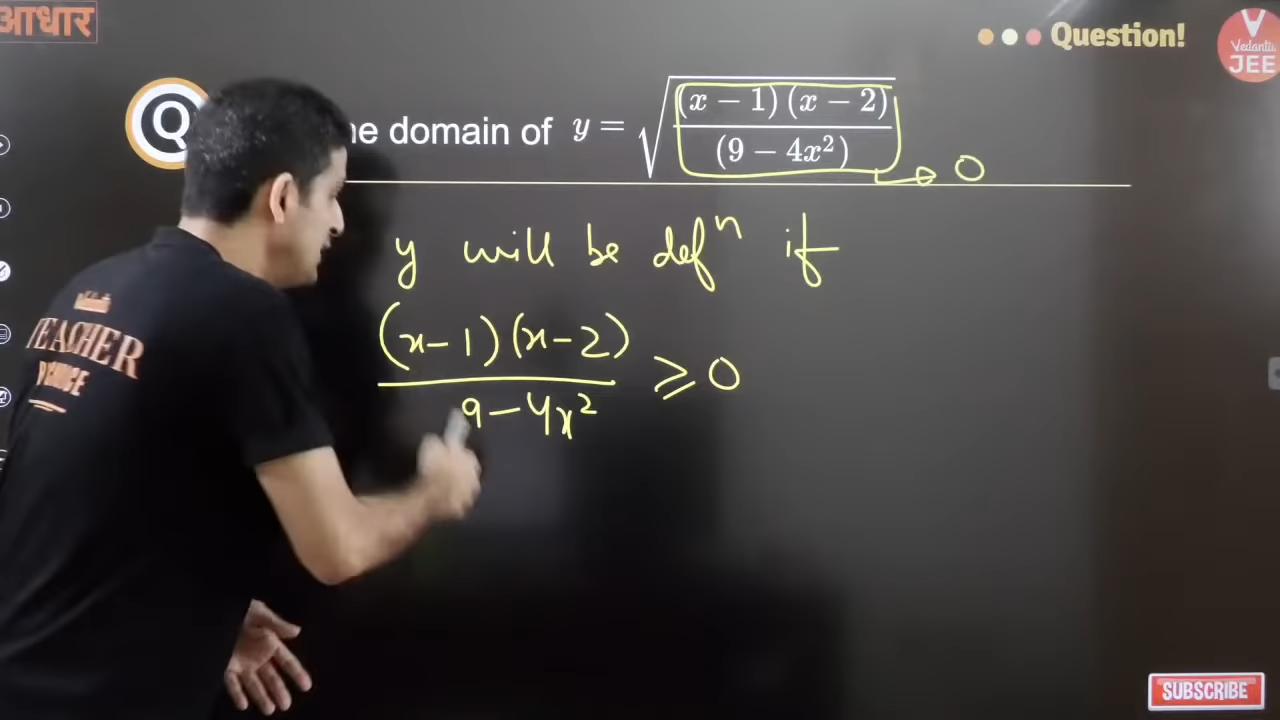 आधार
Question!
Vedantu
JEE
Q
he domain of y = √((x − 1) (x − 2) / (9 − 4x²))
→ 0
y will be defⁿ if
(x-1)(x-2) / 9-4x² ≥ 0
TEACHER
SUBSCRIBE